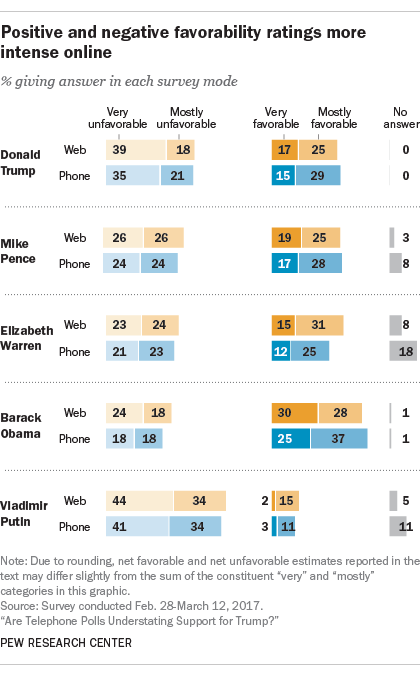 Positive and negative favorability ratings more
intense online
% giving answer in each survey mode
Very unfavorable Mostly unfavorable Very favorable Mostly favorable No answer
Donald Trump
Web 39 18 17 25 0
Phone 35 21 15 29 0
Mike Pence
Web 26 26 19 25 3
Phone 24 24 17 28 8
Elizabeth Warren
Web 23 24 15 31 8
Phone 21 23 12 25 18
Barack Obama
Web 24 18 30 28 1
Phone 18 18 25 37 1
Vladimir Putin
Web 44 34 2 15 5
Phone 41 34 3 11 11
Note: Due to rounding, net favorable and net unfavorable estimates reported in the
text may differ slightly from the sum of the constituent “very” and “mostly”
categories in this graphic.
Source: Survey conducted Feb. 28-March 12, 2017.
“Are Telephone Polls Understating Support for Trump?”
PEW RESEARCH CENTER